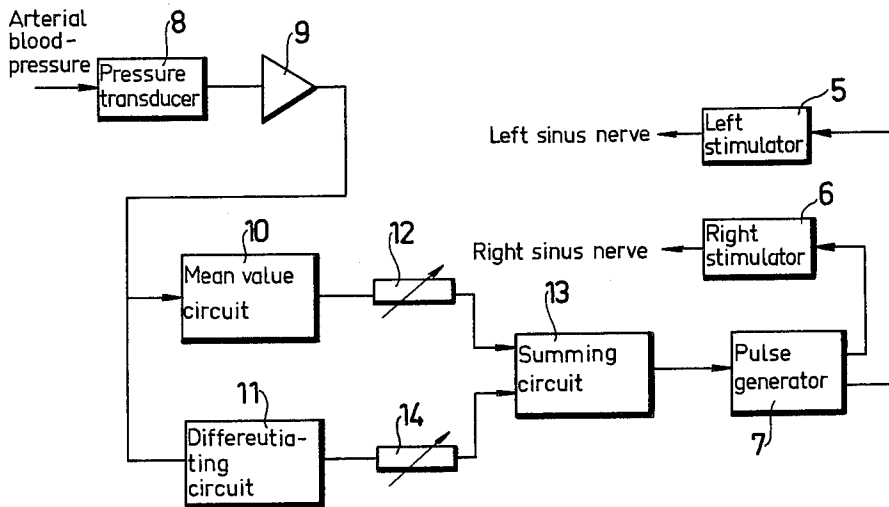 Arterial
blood-
pressure
8
Pressure
transducer
9
5
Left sinus nerve
Left
stimulator
6
Right sinus nerve
Right
stimulator
10
Mean value
circuit
12
13
Summing
circuit
Pulse
generator
7
11
Differeutia-
ting
circuit
14